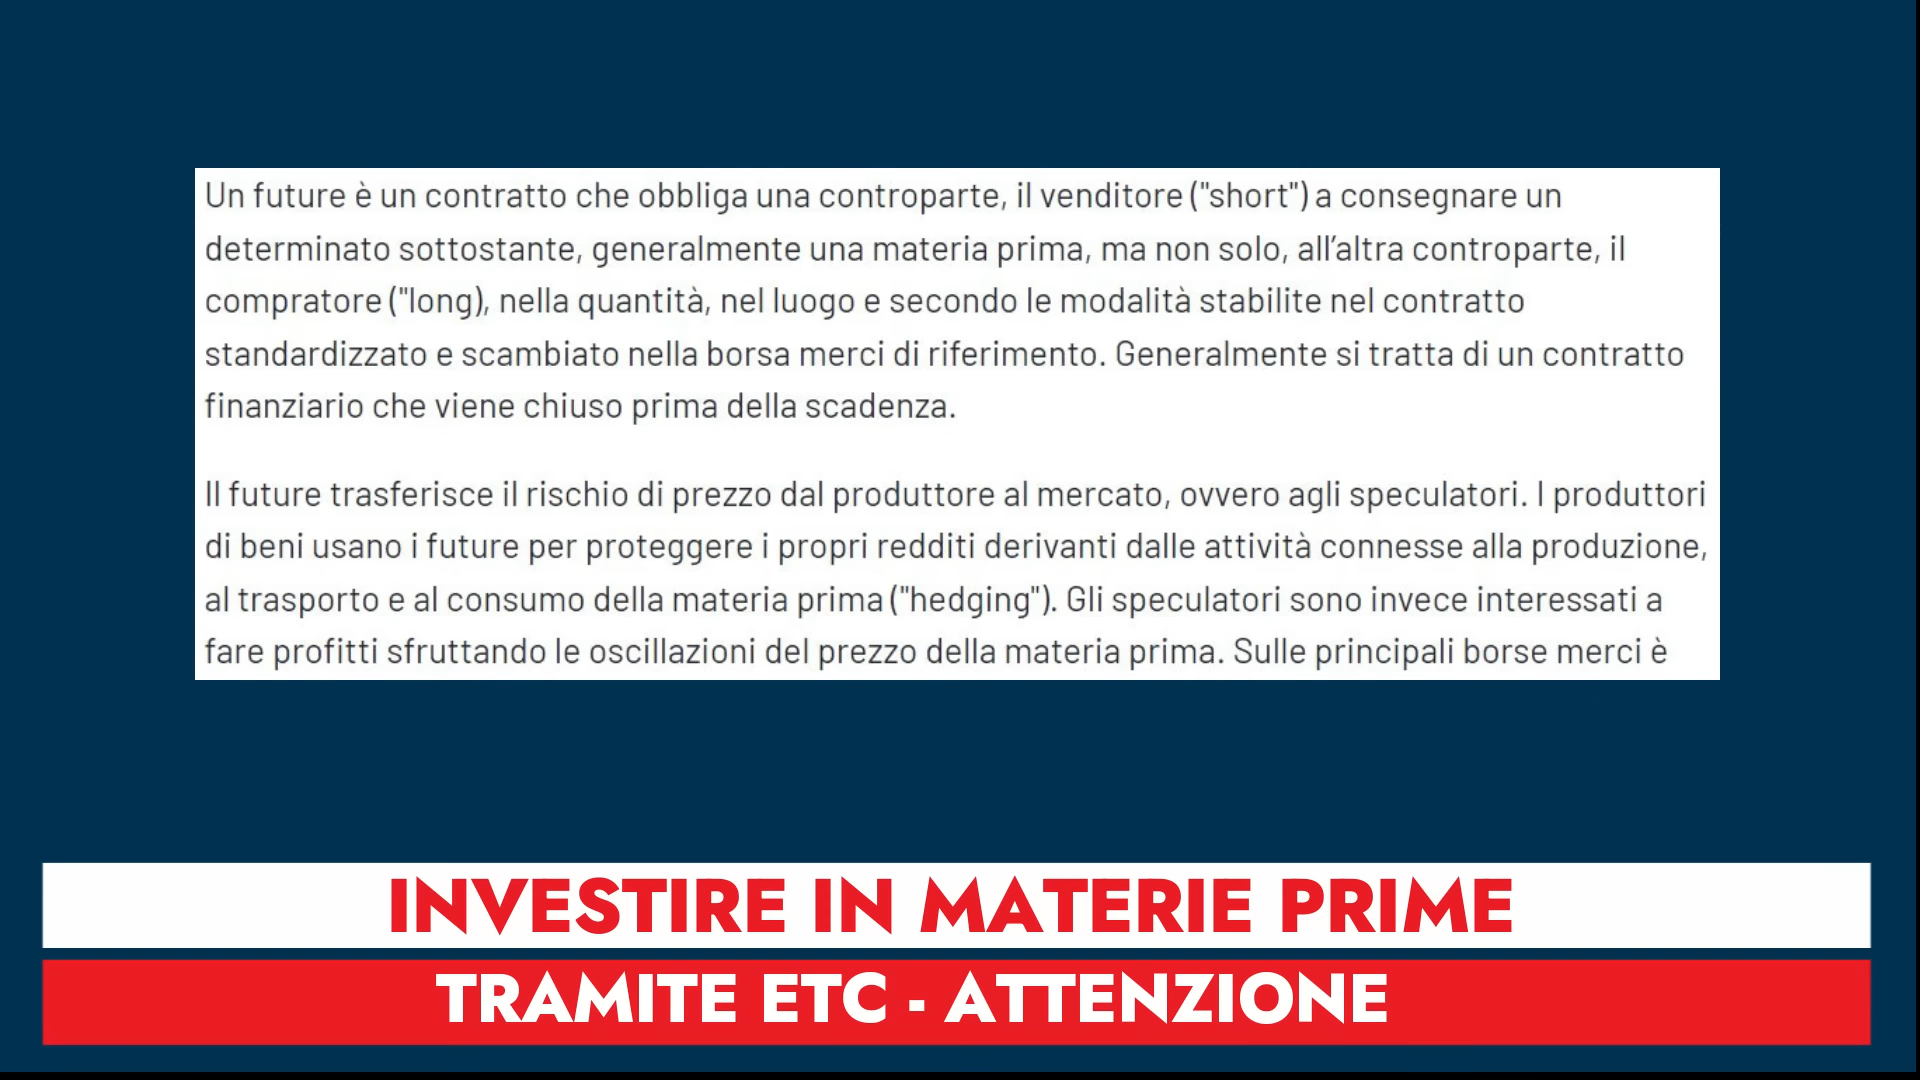 Un future è un contratto che obbliga una controparte, il venditore ("short") a consegnare un
determinato sottostante, generalmente una materia prima, ma non solo, all’altra controparte, il
compratore ("long), nella quantità, nel luogo e secondo le modalità stabilite nel contratto
standardizzato e scambiato nella borsa merci di riferimento. Generalmente si tratta di un contratto
finanziario che viene chiuso prima della scadenza.
Il future trasferisce il rischio di prezzo dal produttore al mercato, ovvero agli speculatori. I produttori
di beni usano i future per proteggere i propri redditi derivanti dalle attività connesse alla produzione,
al trasporto e al consumo della materia prima ("hedging"). Gli speculatori sono invece interessati a
fare profitti sfruttando le oscillazioni del prezzo della materia prima. Sulle principali borse merci è
INVESTIRE IN MATERIE PRIME
TRAMITE ETC - ATTENZIONE